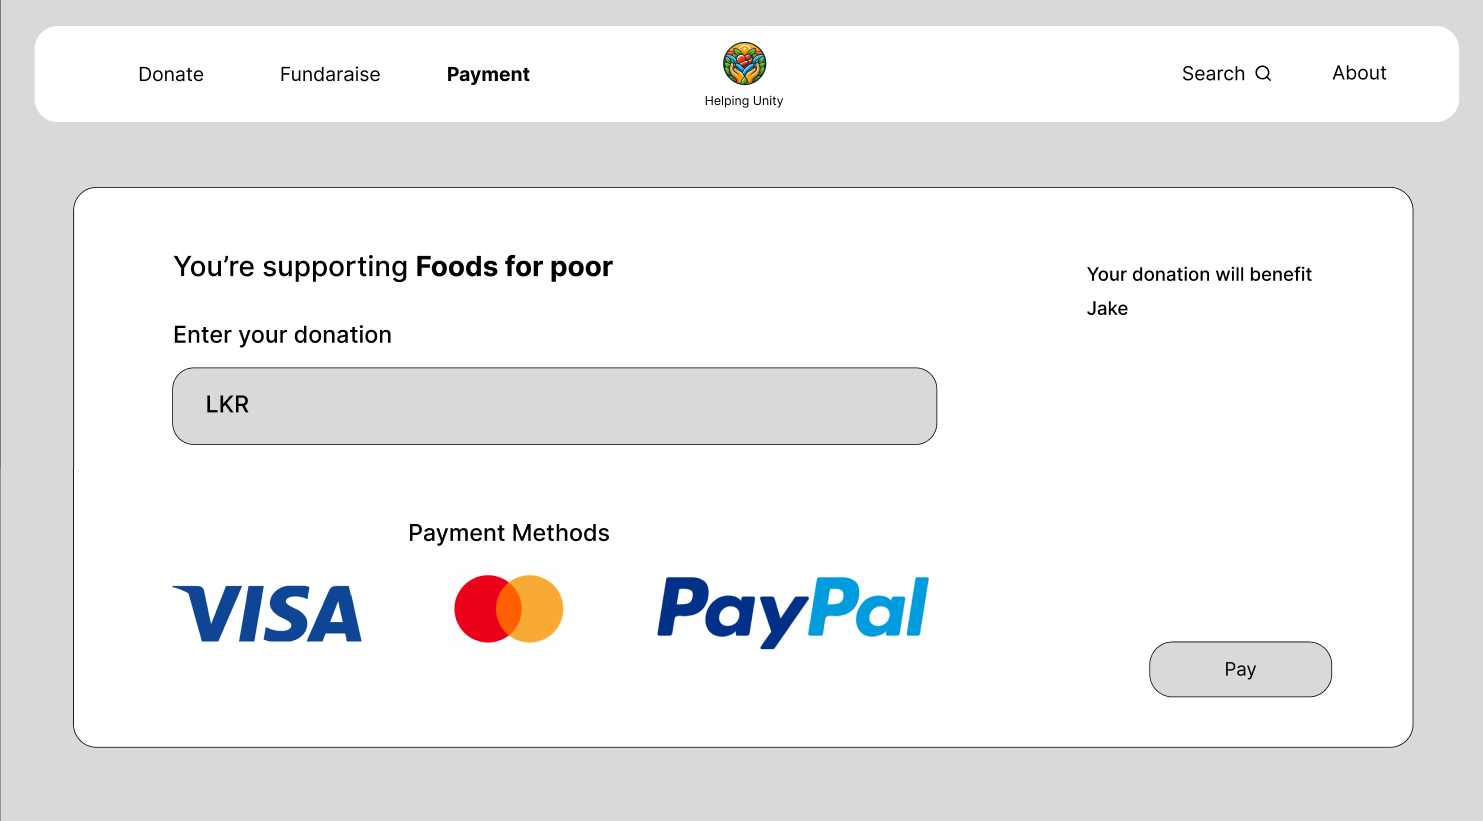 Donate
Fundaraise
Payment
Helping Unity
Search
About
You're supporting Foods for poor
Your donation will benefit
Jake
Enter your donation
LKR
Payment Methods
VISA
PayPal
Pay